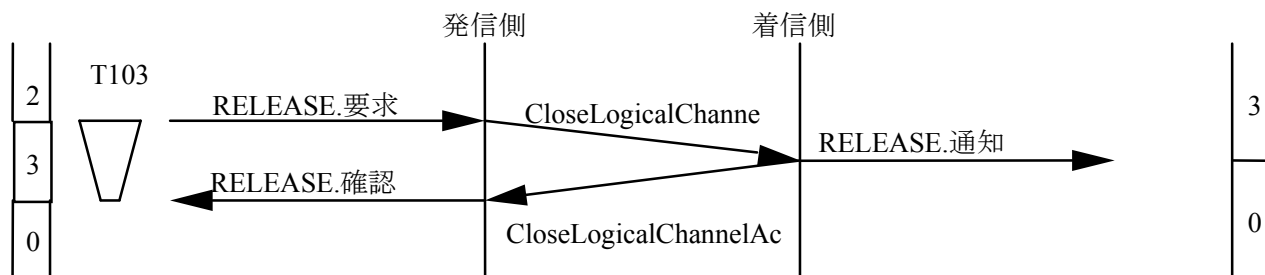 発信側
着信側
T103
2
RELEASE.要求
CloseLogicalChanne
3
3
RELEASE.通知
RELEASE.確認
0
CloseLogicalChannelAc
0